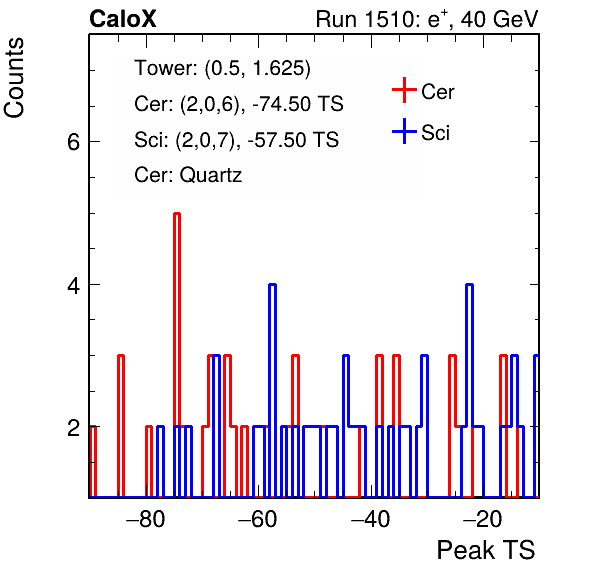 CaloX Run 1510: e+, 40 GeV
Counts
Tower: (0.5, 1.625)
Cer: (2,0,6), -74.50 TS
Sci: (2,0,7), -57.50 TS
Cer: Quartz
Cer
Sci
6
4
2
−80 −60 −40 −20
Peak TS